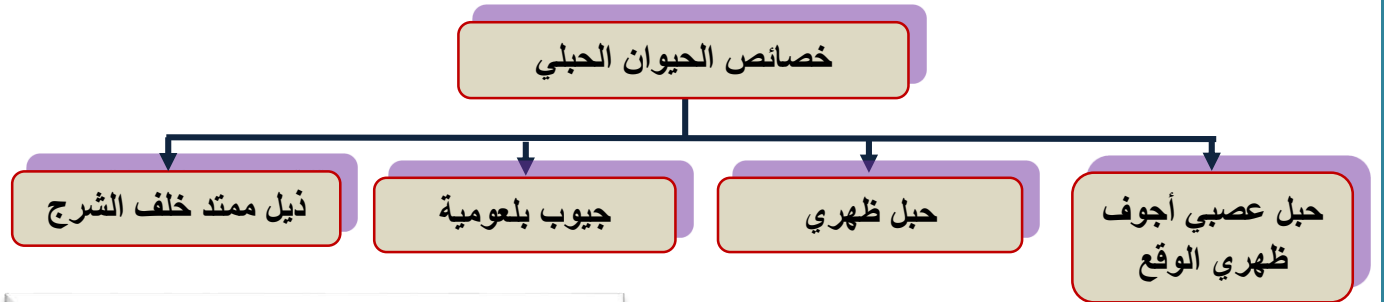 خصائص الحيوان الحبلي
حبل عصبي أجوف
ظهري الوقع
حبل ظهري
جيوب بلعومية
ذيل ممتد خلف الشرج